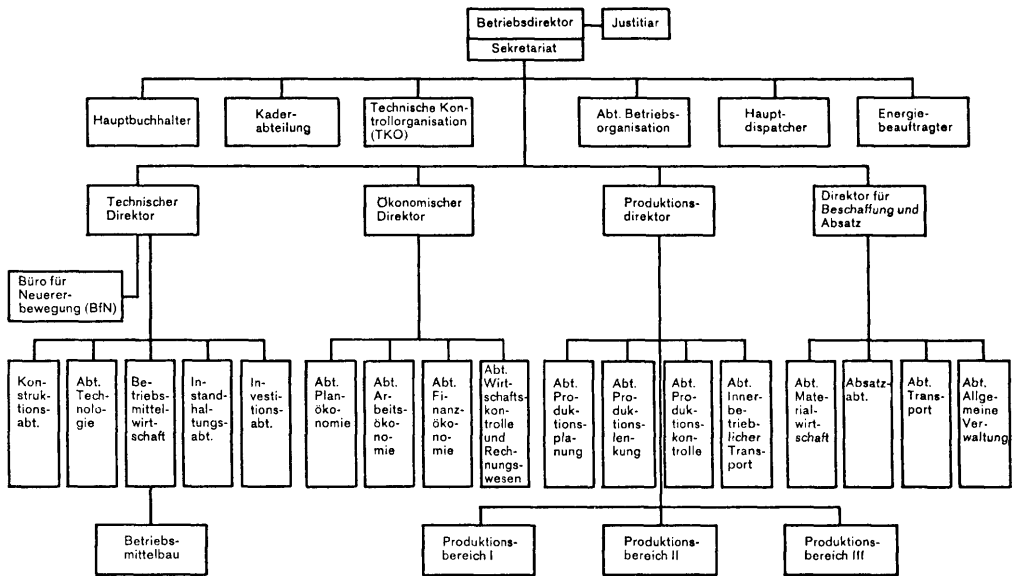 Betriebsdirektor
Sekretariat
Justitiar
Hauptbuchhalter
Kader-
abteilung
Technische Kon-
trollorganisation
(TKO)
Abt. Betriebs-
organisation
Haupt-
dispatcher
Energie-
beauftragter
Technischer
Direktor
Ökonomischer
Direktor
Produktions-
direktor
Direktor für
Beschaffung und
Absatz
Büro für
Neuerer-
bewegung (BfN)
Kon-
struktions-
abt.
Abt.
Tech-
nologie
Be-
triebs-
mittel-
wirt-
schaft
In-
stand-
hal-
tungs-
abt.
In-
vesti-
tions-
abt.
Abt.
Plan-
öko-
nomie
Abt.
Ar-
beits-
öko-
no-
mie
Abt.
Fi-
nanz-
öko-
no-
mie
Abt.
Wirt-
schafts-
kon-
trolle
und
Rech-
nungs-
wesen
Abt.
Pro-
duk-
tions-
pla-
nung
Abt.
Pro-
duk-
tions-
len-
kung
Abt.
Pro-
duk-
tions-
kon-
trolle
Abt.
Inner-
be-
trieb-
licher
Trans-
port
Abt.
Mate-
rial-
wirt-
schaft
Absatz-
abt.
Abt.
Trans-
port
Abt.
Allge-
meine
Ver-
waltung
Betriebs-
mittelbau
Produktions-
bereich I
Produktions-
bereich II
Produktions-
bereich III